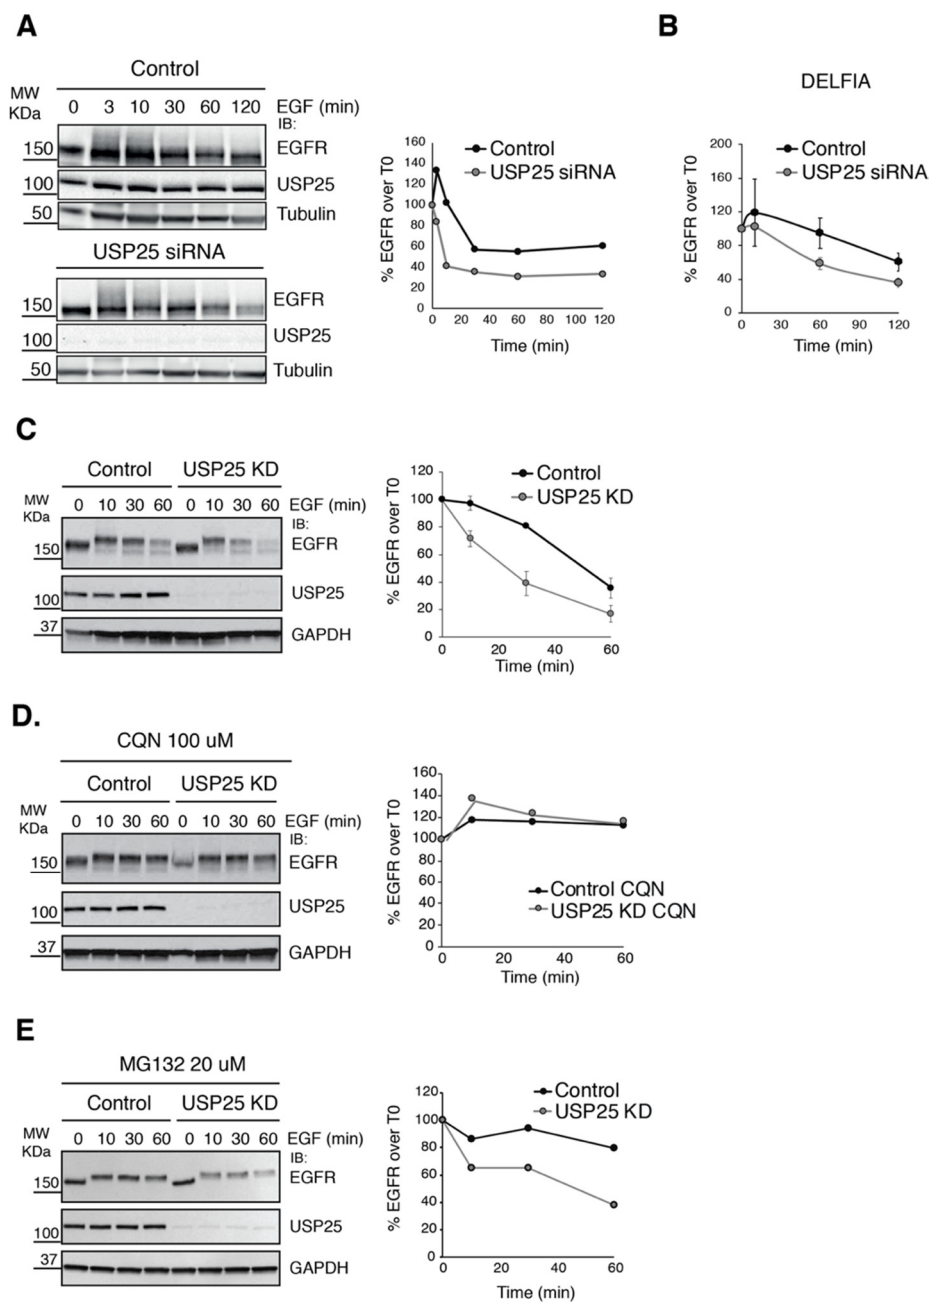 A
Control
MW
KDa
0 3 10 30 60 120 EGF (min)
IB:
150 EGFR
100 USP25
50 Tubulin
USP25 siRNA
150 EGFR
100 USP25
50 Tubulin
Control
USP25 siRNA
% EGFR over T0
160
140
120
100
80
60
40
20
0
0 20 40 60 80 100 120
Time (min)
B
DELFIA
Control
USP25 siRNA
% EGFR over T0
200
160
120
80
40
0
0 30 60 90 120
Time (min)
C
Control USP25 KD
MW
KDa
0 10 30 60 0 10 30 60 EGF (min)
IB:
150 EGFR
100 USP25
37 GAPDH
Control
USP25 KD
% EGFR over T0
120
100
80
60
40
20
0
0 20 40 60
Time (min)
D.
CQN 100 uM
Control USP25 KD
MW
KDa
0 10 30 60 0 10 30 60 EGF (min)
IB:
150 EGFR
100 USP25
37 GAPDH
% EGFR over T0
160
140
120
100
80
60
40
20
0
Control CQN
USP25 KD CQN
0 20 40 60
Time (min)
E
MG132 20 uM
Control USP25 KD
MW
KDa
0 10 30 60 0 10 30 60 EGF (min)
IB:
150 EGFR
100 USP25
37 GAPDH
Control
USP25 KD
% EGFR over T0
120
100
80
60
40
20
0
0 20 40 60
Time (min)